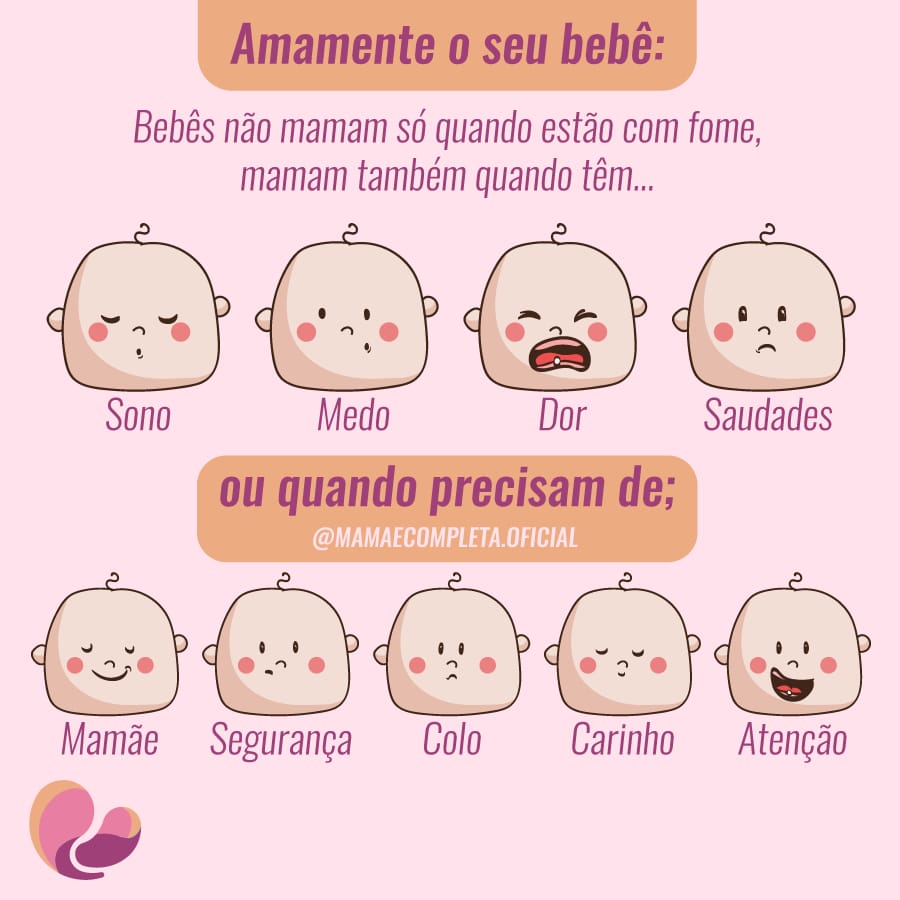 Amamente o seu bebê:
Bebês não mamam só quando estão com fome,
mamam também quando têm...
Sono
Medo
Dor
Saudades
ou quando precisam de;
@MAMAECOMPLETA.OFICIAL
Mamãe
Segurança
Colo
Carinho
Atenção